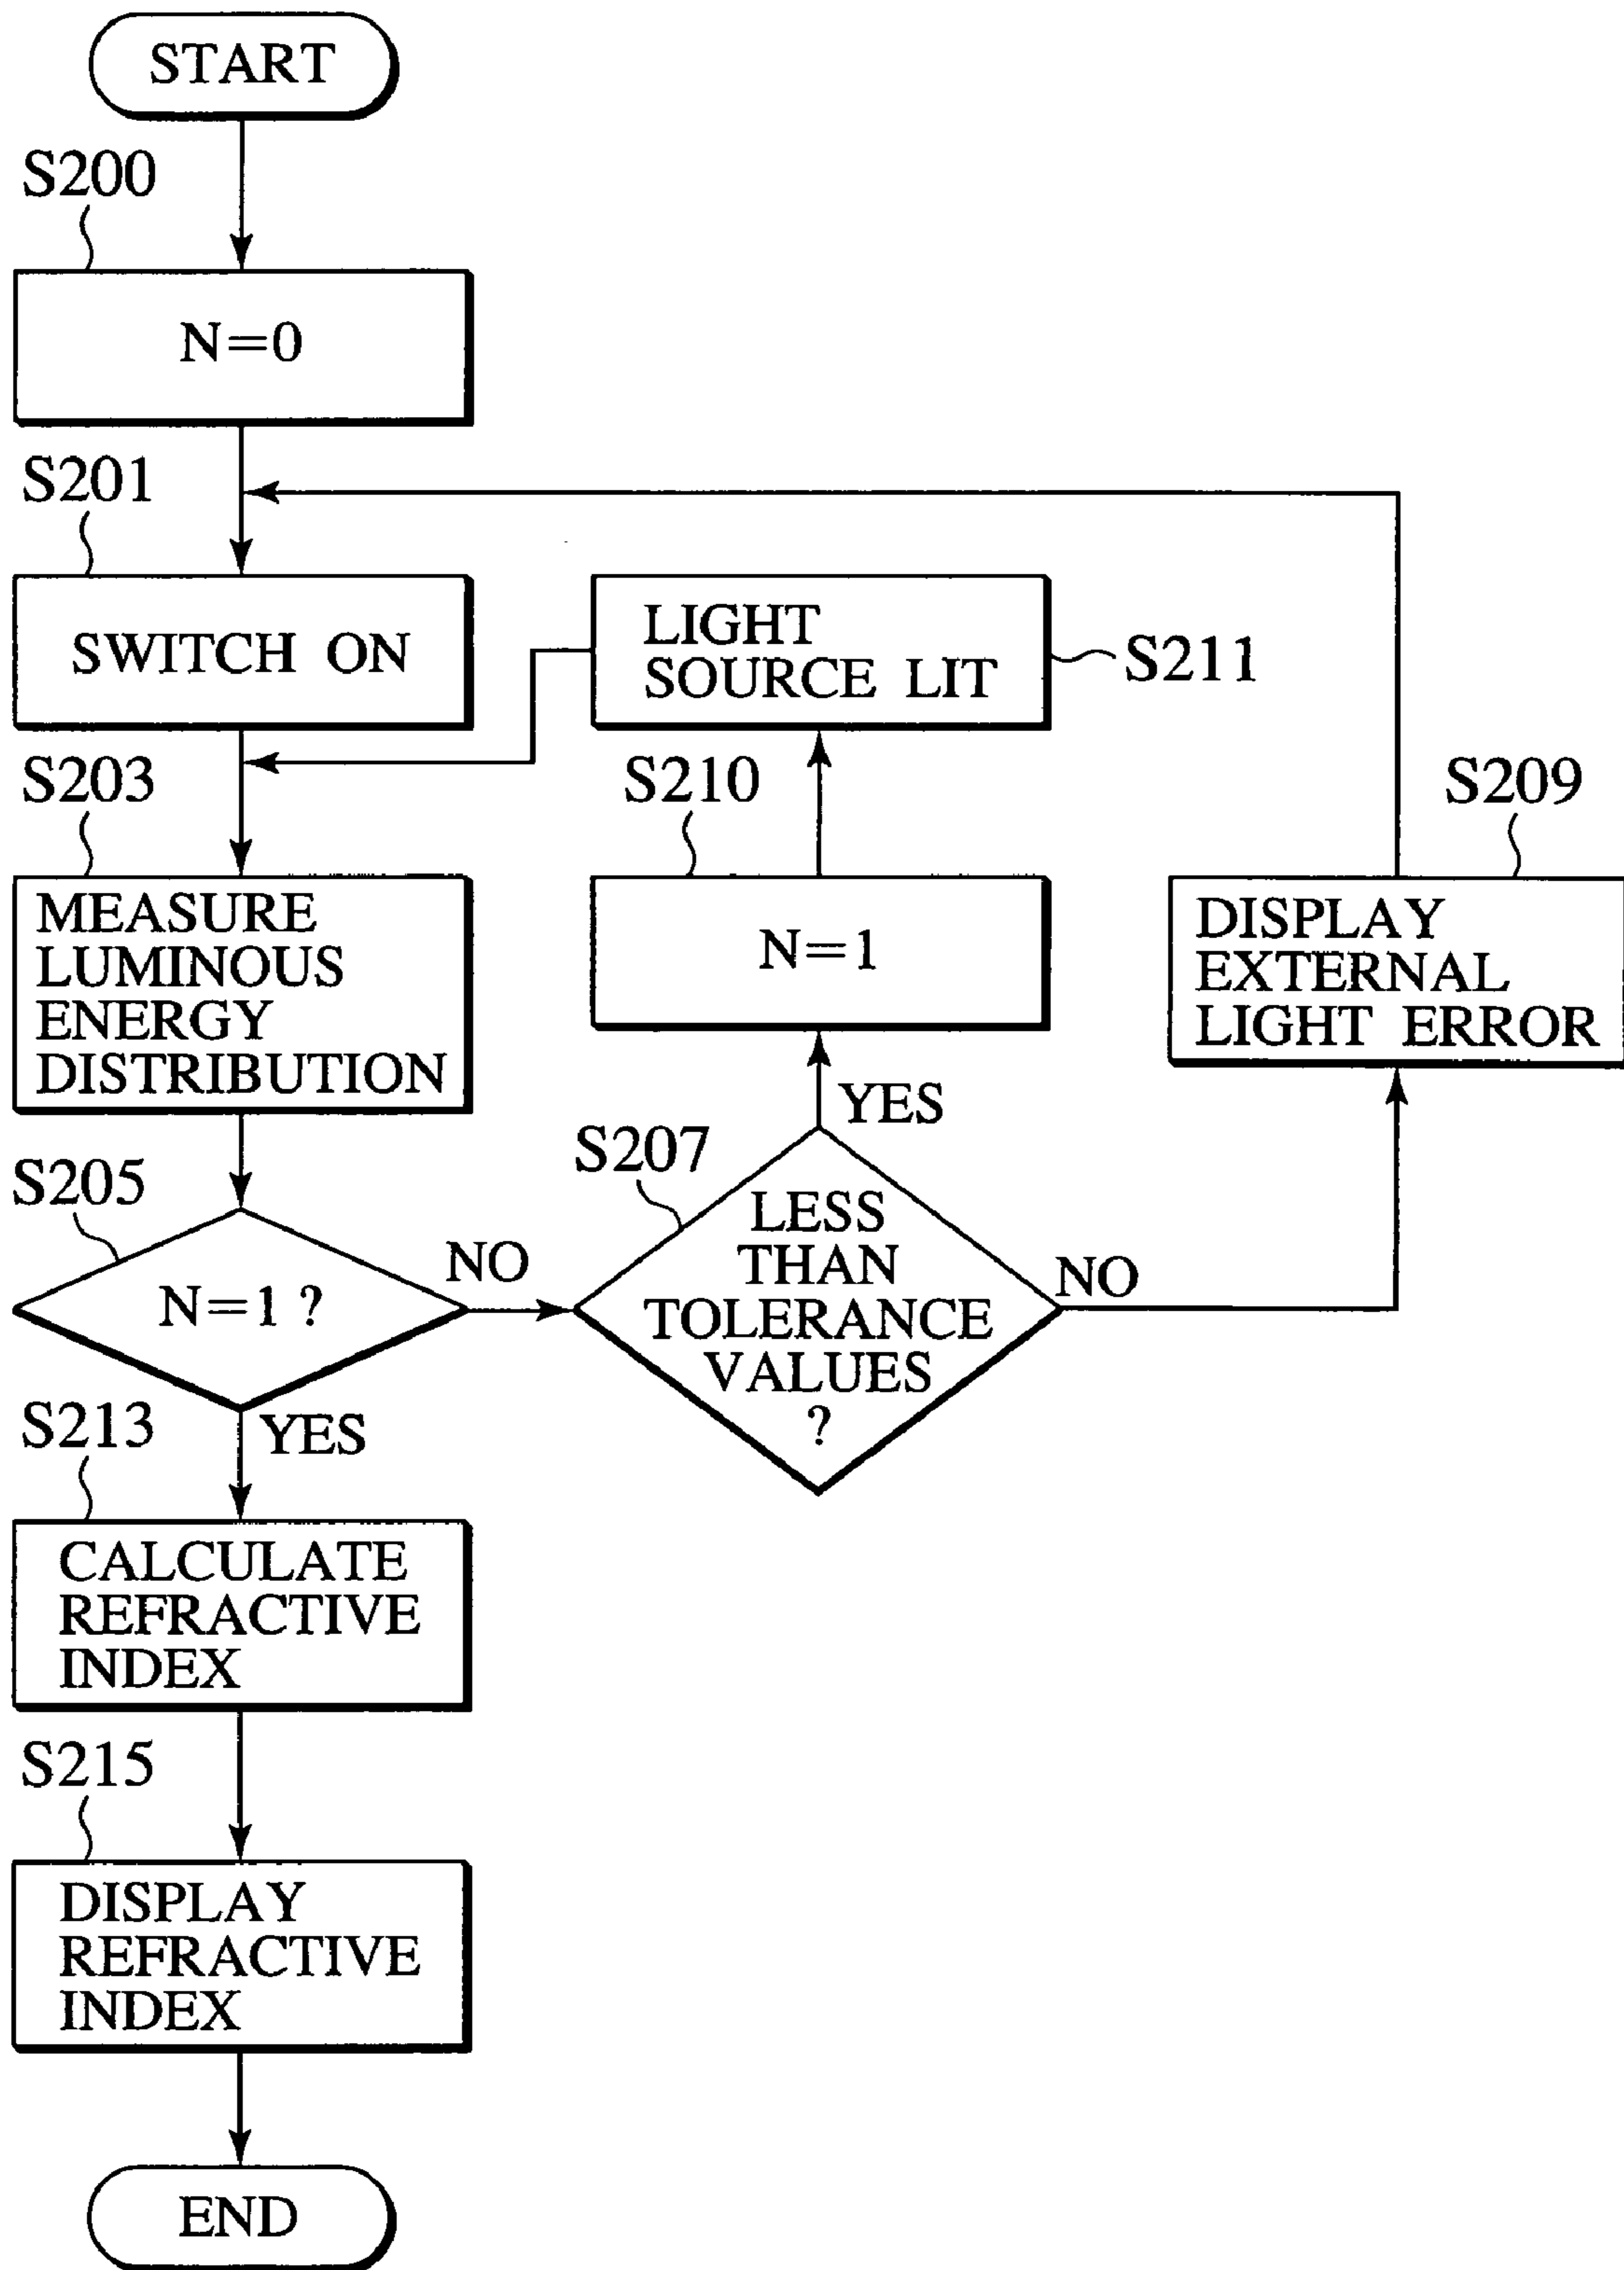 START
S200
N=0
S201
SWITCH ON
LIGHT
SOURCE LIT
S211
S203
MEASURE
LUMINOUS
ENERGY
DISTRIBUTION
S210
N=1
S209
DISPLAY
EXTERNAL
LIGHT ERROR
YES
S205
N=1 ?
NO
S207
LESS
THAN
TOLERANCE
VALUES
?
NO
S213
YES
CALCULATE
REFRACTIVE
INDEX
S215
DISPLAY
REFRACTIVE
INDEX
END